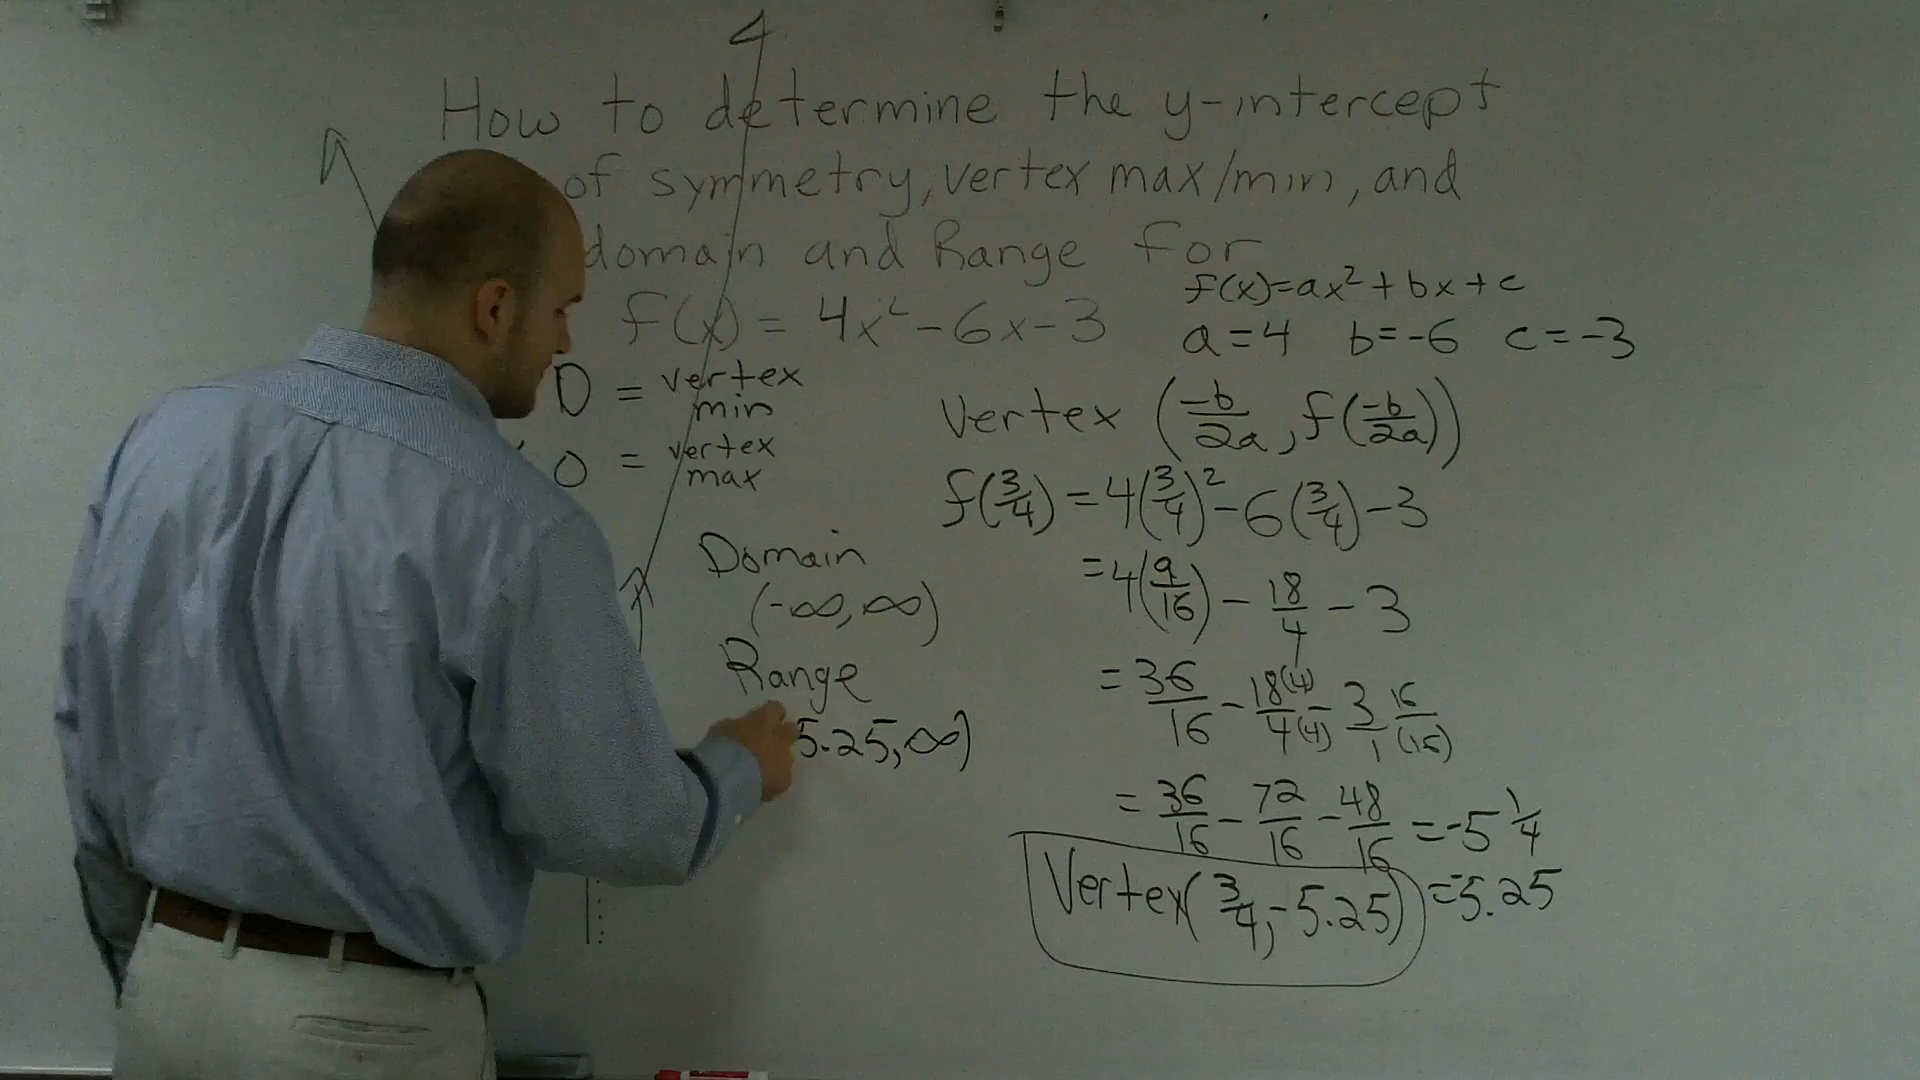 How to determine the y-intercept
of symmetry, vertex max/min, and
domain and Range for
f(x) = 4x² - 6x - 3
f(x) = ax² + bx + c
a = 4 b = -6 c = -3
0 = vertex
min
0 = vertex
max
Domain
(-∞, ∞)
Range
5.25, ∞)
Vertex (-b/2a, f(-b/2a))
f(3/4) = 4(3/4)² - 6(3/4) - 3
= 4(9/16) - 18/4 - 3
= 36/16 - 18(4)/4(4) - 3/1 16/(16)
= 36/16 - 72/16 - 48/16 = -5 1/4
= -5.25
Vertex(3/4, -5.25)